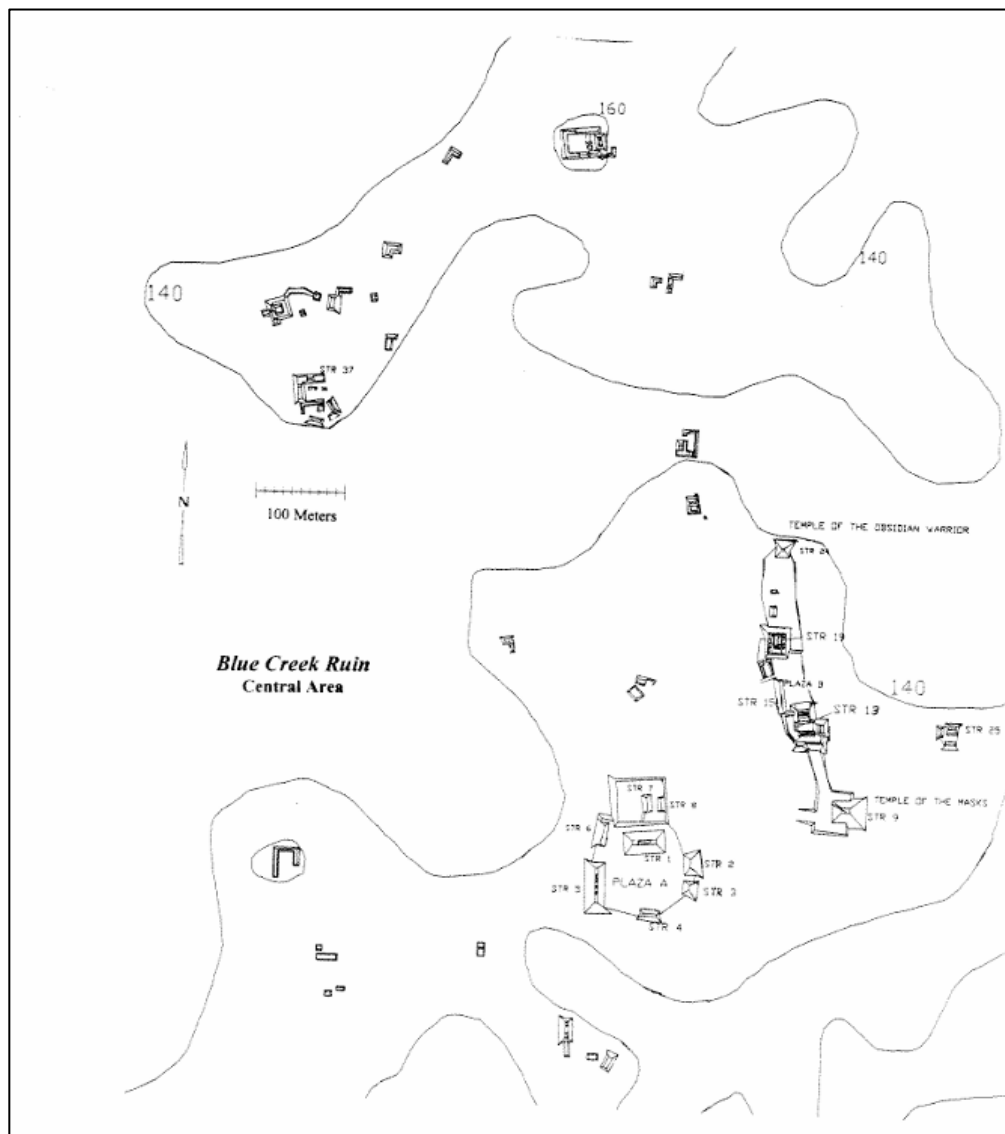 160
140
140
STR 37
N
100 Meters
TEMPLE OF THE OBSIDIAN WARRIOR
STR 24
STR 19
Blue Creek Ruin
Central Area
PLAZA B
140
STR 15
STR 13
STR 25
STR 7
STR 8
TEMPLE OF THE MASKS
STR 9
STR 6
STR 1
STR 2
PLAZA A
STR 5
STR 3
STR 4